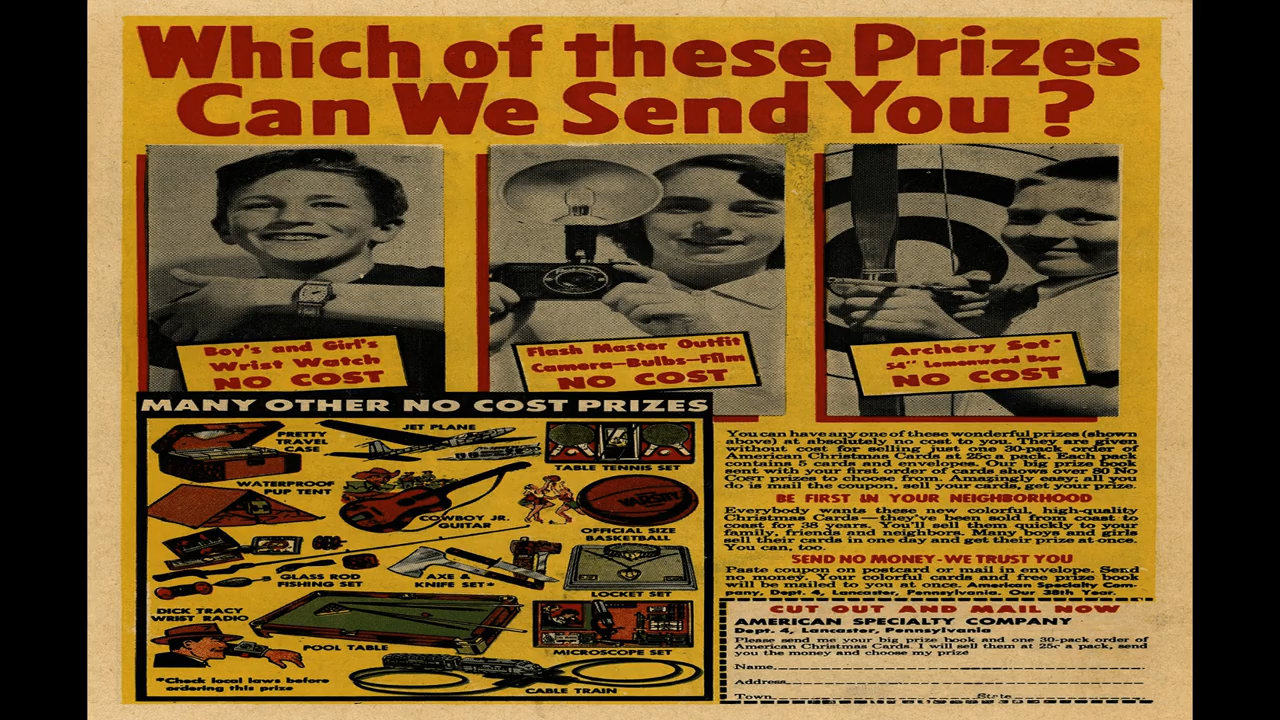 Which of these Prizes
Can We Send You?
Boy's and Girl's
Wrist Watch
NO COST
Flash Master Outfit
Camera—Bulbs—Film
NO COST
Archery Set*
54" Lemonwood Bow
NO COST
MANY OTHER NO COST PRIZES
PRETTY
TRAVEL
CASE
JET PLANE
TABLE TENNIS SET
WATERPROOF
PUP TENT
COWBOY JR.
GUITAR
VARSITY
OFFICIAL SIZE
BASKETBALL
GLASS ROD
FISHING SET
AXE &
KNIFE SET*
LOCKET SET
DICK TRACY
WRIST RADIO
POOL TABLE
MICROSCOPE SET
*Check local laws before
ordering this prize
CABLE TRAIN
You can have any one of these wonderful prizes (shown
above) at absolutely no cost to you. They are given
without cost for selling just one 30-pack order of
American Christmas Cards at 25c a pack. Each pack
contains 5 cards and envelopes. Our big prize book
sent with your first order of cards shows over 80 No
Cost prizes to choose from. Amazingly easy; all you
do is mail the coupon, sell your cards, get your prize.
BE FIRST IN YOUR NEIGHBORHOOD
Everybody wants these new colorful, high-quality
Christmas Cards—they've been sold from coast to
coast for 38 years. You'll sell them quickly to your
family, friends and neighbors. Many boys and girls
sell their cards in one day and get their prize at once.
You can, too.
SEND NO MONEY-WE TRUST YOU
Paste coupon on postcard or mail in envelope. Send
no money. Your colorful cards and free prize book
will be mailed to you at once. American Specialty Com-
pany, Dept. 4, Lancaster, Pennsylvania. Our 38th Year.
CUT OUT AND MAIL NOW
AMERICAN SPECIALTY COMPANY
Dept. 4, Lancaster, Pennsylvania
Please send me your big prize book and one 30-pack order of
American Christmas Cards. I will sell them at 25c a pack, send
you the money and choose my prize
Name
Address
Town State